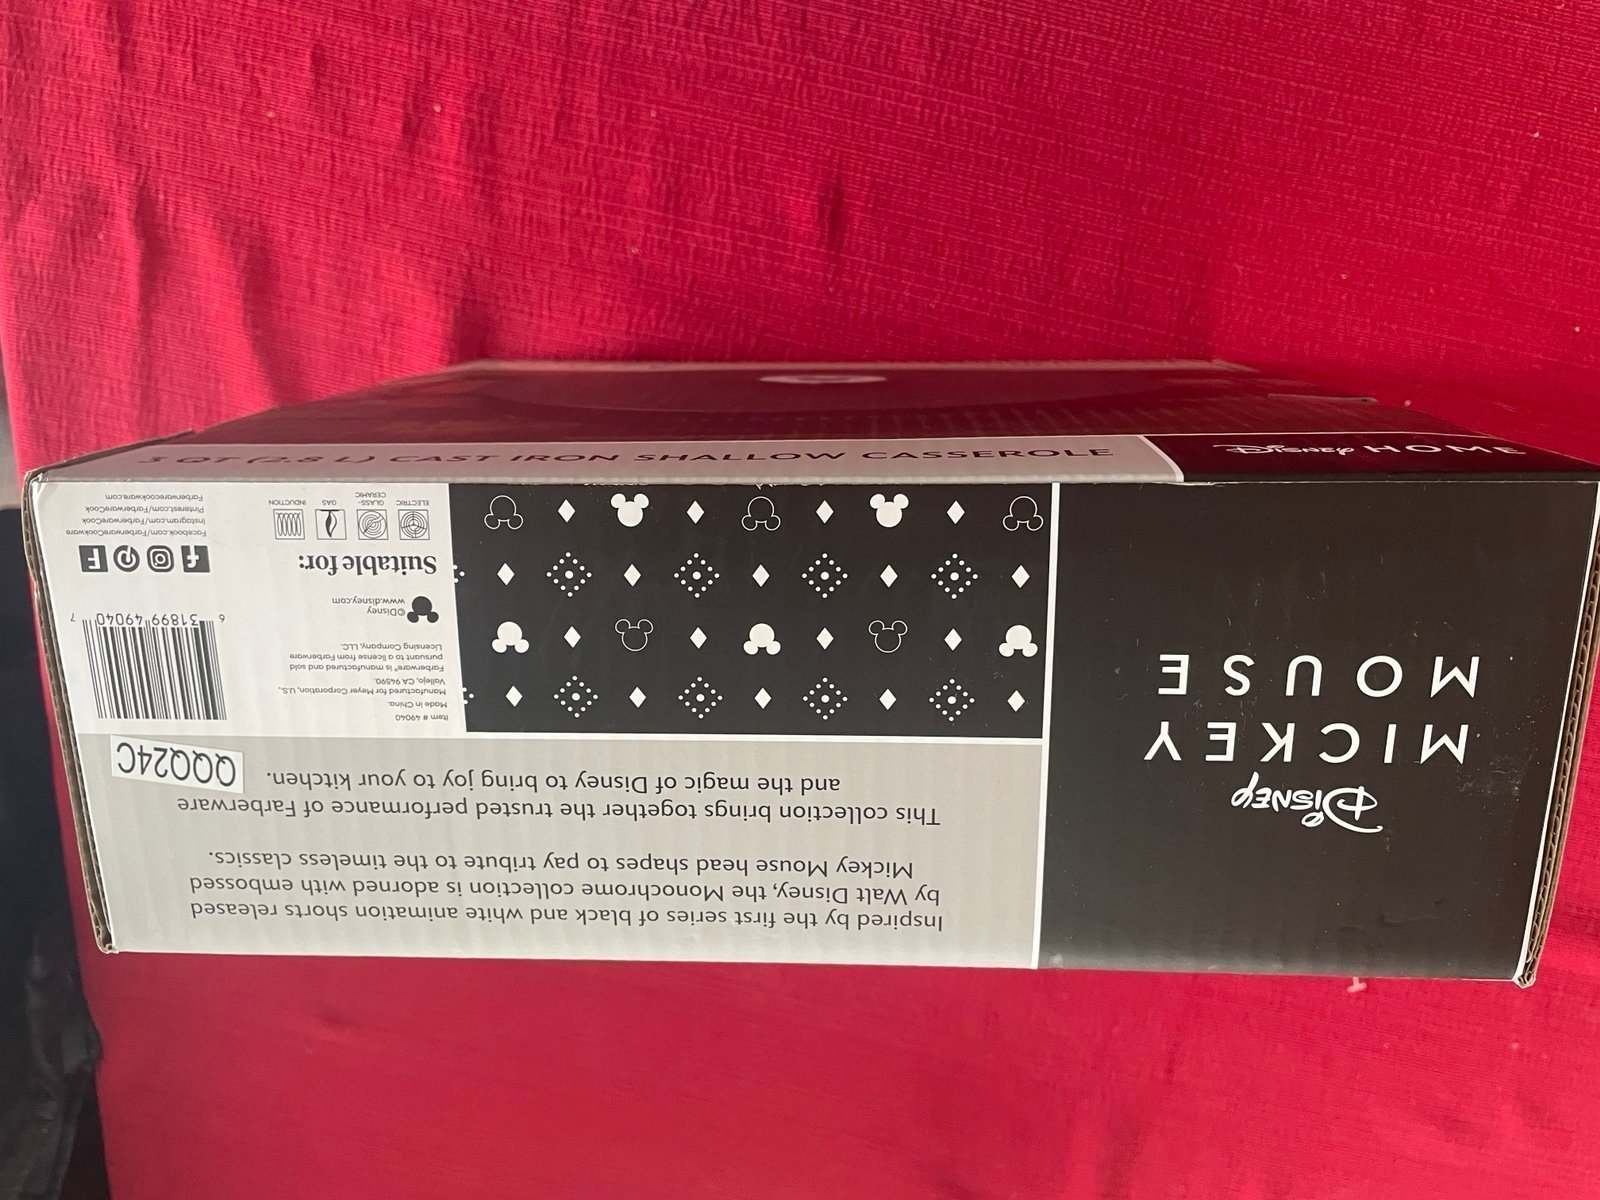 3 QT (2.8 L) CAST IRON SHALLOW CASSEROLE
Disney HOME
Disney
MICKEY
MOUSE
Inspired by the first series of black and white animation shorts released
by Walt Disney, the Monochrome collection is adorned with embossed
Mickey Mouse head shapes to pay tribute to the timeless classics.
This collection brings together the trusted performance of Farberware
and the magic of Disney to bring joy to your kitchen.
QQQ24C
Item # 49040
Made in China.
Manufactured for Meyer Corporation, U.S.,
Vallejo, CA 94590.
Farberware® is manufactured and sold
pursuant to a license from Farberware
Licensing Company, LLC.
©Disney
www.disney.com
Suitable for:
ELECTRIC
GLASS-
CERAMIC
GAS
INDUCTION
6 31899 49040 7
Facebook.com/FarberwareCookware
Instagram.com/FarberwareCook
Pinterest.com/FarberwareCook
Farberwarecookware.com